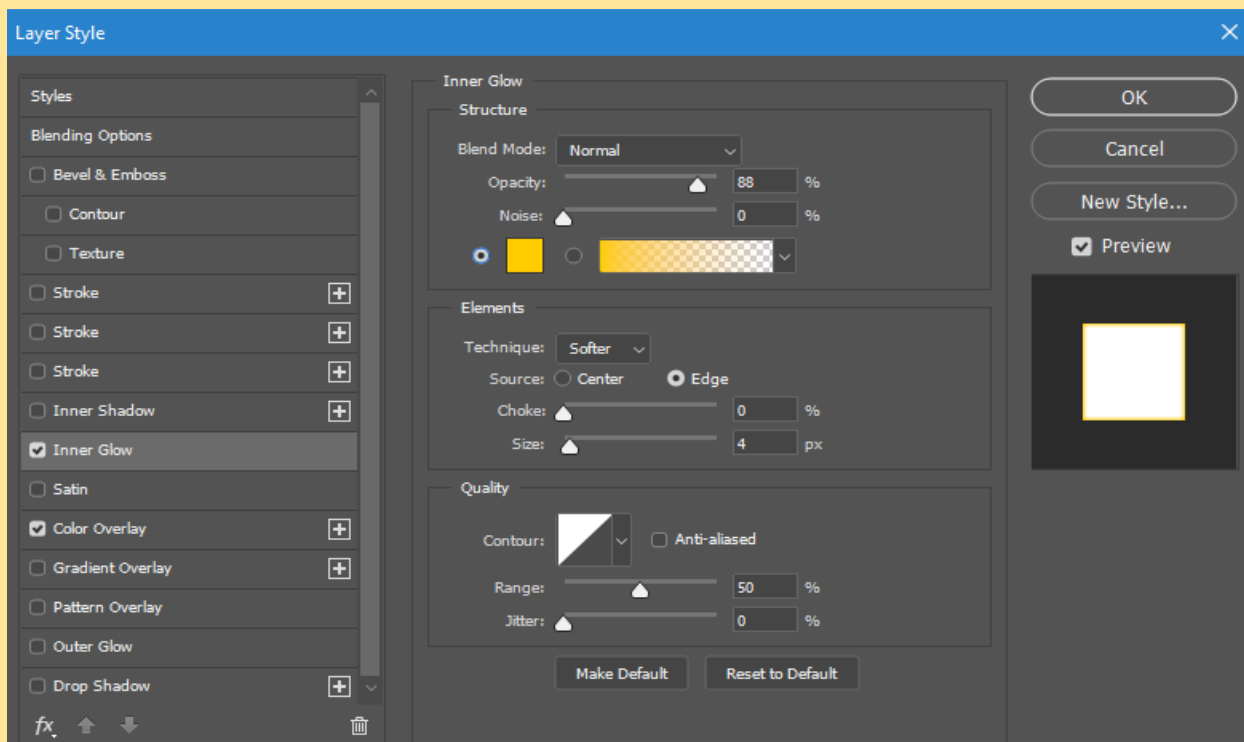 Layer Style
Styles
Blending Options
Bevel & Emboss
Contour
Texture
Stroke
Stroke
Stroke
Inner Shadow
Inner Glow
Satin
Color Overlay
Gradient Overlay
Pattern Overlay
Outer Glow
Drop Shadow
fx
Inner Glow
Structure
Blend Mode: Normal
Opacity: 88 %
Noise: 0 %
Elements
Technique: Softer
Source: Center Edge
Choke: 0 %
Size: 4 px
Quality
Contour: Anti-aliased
Range: 50 %
Jitter: 0 %
Make Default Reset to Default
OK
Cancel
New Style...
Preview